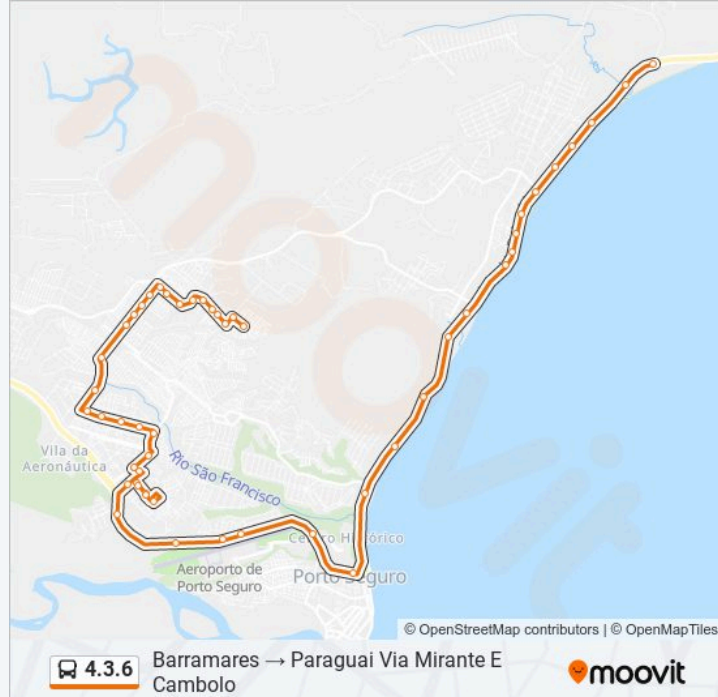 Vila da
Aeronáutica
Rio São Francisco
Centro Histórico
Aeroporto de
Porto Seguro
Porto Seguro
moovit
© OpenStreetMap contributors | © OpenMapTiles
4.3.6
Barramares → Paraguai Via Mirante E
Cambolo
moovit